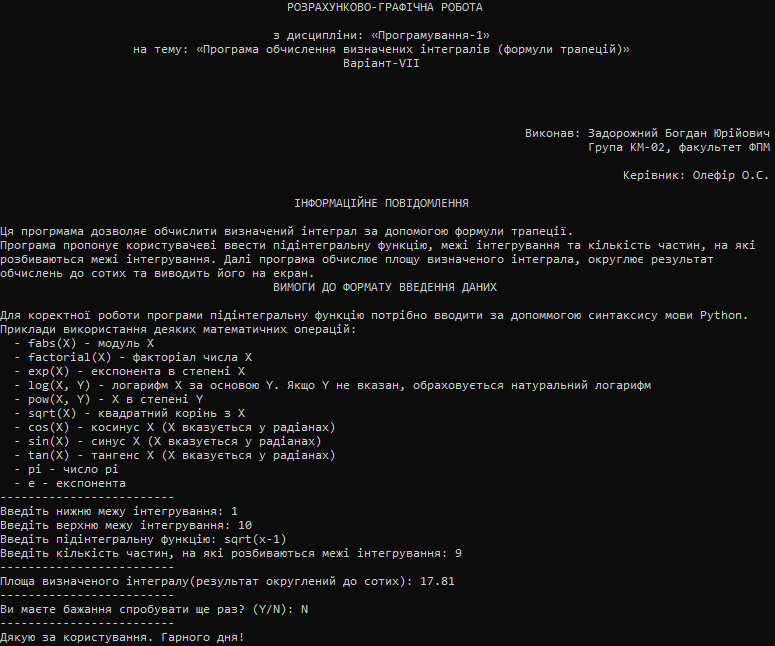 РОЗРАХУНКОВО-ГРАФІЧНА РОБОТА
з дисципліни: «Програмування-1»
на тему: «Програма обчислення визначених інтегралів (формули трапецій)»
Варіант-VII
Виконав: Задорожний Богдан Юрійович
Група КМ-02, факультет ФПМ
Керівник: Олефір О.С.
ІНФОРМАЦІЙНЕ ПОВІДОМЛЕННЯ
Ця прогрмама дозволяє обчислити визначений інтеграл за допомогою формули трапеції.
Програма пропонує користувачеві ввести підінтегральну функцію, межі інтегрування та кількість частин, на які
розбиваються межі інтегрування. Далі програма обчислює площу визначеного інтеграла, округлює результат
обчислень до сотих та виводить його на екран.
ВИМОГИ ДО ФОРМАТУ ВВЕДЕННЯ ДАНИХ
Для коректної роботи програми підінтегральну функцію потрібно вводити за допоммогою синтаксису мови Python.
Приклади використання деяких математичних операцій:
- fabs(X) - модуль X
- factorial(X) - факторіал числа X
- exp(X) - експонента в степені X
- log(X, Y) - логарифм X за основою Y. Якщо Y не вказан, обраховується натуральний логарифм
- pow(X, Y) - X в степені Y
- sqrt(X) - квадратний корінь з X
- cos(X) - косинус X (X вказується у радіанах)
- sin(X) - синус X (X вказується у радіанах)
- tan(X) - тангенс X (X вказується у радіанах)
- pi - число pi
- e - експонента
-------------------------
Введіть нижню межу інтегрування: 1
Введіть верхню межу інтегрування: 10
Введіть підінтегральну функцію: sqrt(x-1)
Введіть кількість частин, на які розбиваються межі інтегрування: 9
-------------------------
Площа визначеного інтегралу(результат округлений до сотих): 17.81
-------------------------
Ви маєте бажання спробувати ще раз? (Y/N): N
-------------------------
Дякую за користування. Гарного дня!